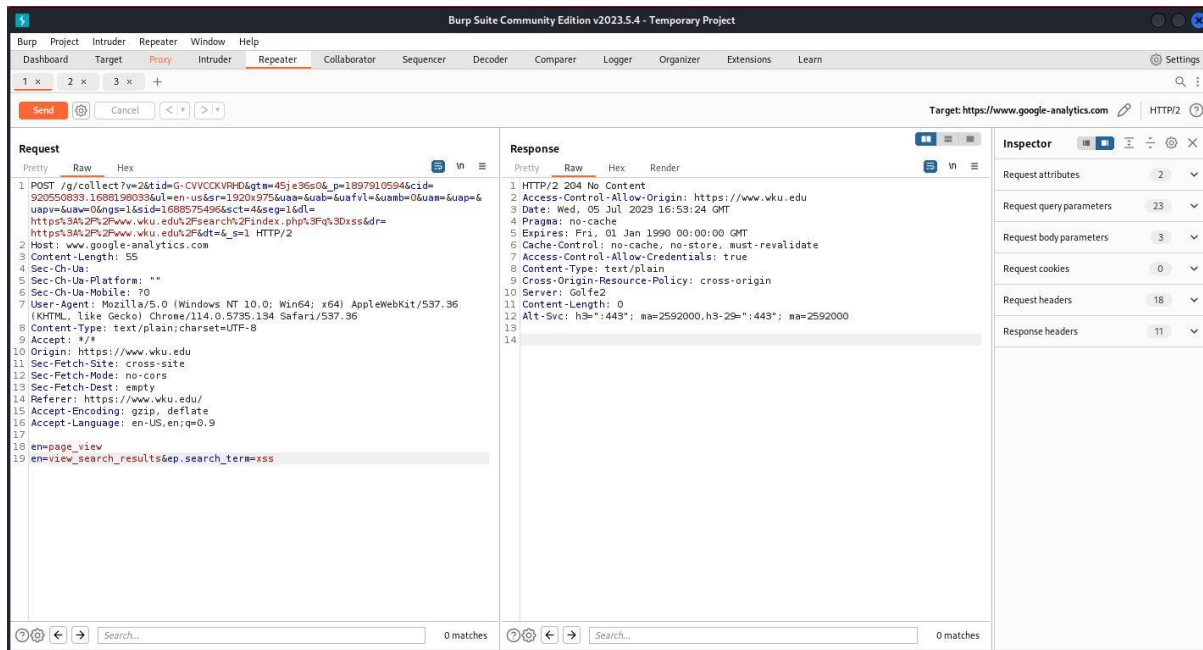 Burp Suite Community Edition v2023.5.4 - Temporary Project
Burp Project Intruder Repeater Window Help
Dashboard Target Proxy Intruder Repeater Collaborator Sequencer Decoder Comparer Logger Organizer Extensions Learn Settings
1 × 2 × 3 × +
Send Cancel < > Target: https://www.google-analytics.com HTTP/2
Request
Pretty Raw Hex \n
1 POST /g/collect?v=2&tid=G-CVVCCKVRHD&gtm=45je36s0&_p=1897910594&cid=
920550833.1688198033&ul=en-us&sr=1920x975&uaa=&uab=&uafvl=&uamb=0&uam=&uap=&
uapv=&uaw=0&ngs=1&sid=1688575496&sct=4&seg=1&dl=
https%3A%2F%2Fwww.wku.edu%2Fsearch%2Findex.php%3Fq%3Dxss&dr=
https%3A%2F%2Fwww.wku.edu%2F&dt=&_s=1 HTTP/2
2 Host: www.google-analytics.com
3 Content-Length: 55
4 Sec-Ch-Ua:
5 Sec-Ch-Ua-Platform: ""
6 Sec-Ch-Ua-Mobile: ?0
7 User-Agent: Mozilla/5.0 (Windows NT 10.0; Win64; x64) AppleWebKit/537.36
(KHTML, like Gecko) Chrome/114.0.5735.134 Safari/537.36
8 Content-Type: text/plain;charset=UTF-8
9 Accept: */*
10 Origin: https://www.wku.edu
11 Sec-Fetch-Site: cross-site
12 Sec-Fetch-Mode: no-cors
13 Sec-Fetch-Dest: empty
14 Referer: https://www.wku.edu/
15 Accept-Encoding: gzip, deflate
16 Accept-Language: en-US,en;q=0.9
17
18 en=page_view
19 en=view_search_results&ep.search_term=xss
Search... 0 matches
Response
Pretty Raw Hex Render \n
1 HTTP/2 204 No Content
2 Access-Control-Allow-Origin: https://www.wku.edu
3 Date: Wed, 05 Jul 2023 16:53:24 GMT
4 Pragma: no-cache
5 Expires: Fri, 01 Jan 1990 00:00:00 GMT
6 Cache-Control: no-cache, no-store, must-revalidate
7 Access-Control-Allow-Credentials: true
8 Content-Type: text/plain
9 Cross-Origin-Resource-Policy: cross-origin
10 Server: Golfe2
11 Content-Length: 0
12 Alt-Svc: h3=":443"; ma=2592000,h3-29=":443"; ma=2592000
13
14
Search... 0 matches
Inspector
Request attributes 2
Request query parameters 23
Request body parameters 3
Request cookies 0
Request headers 18
Response headers 11